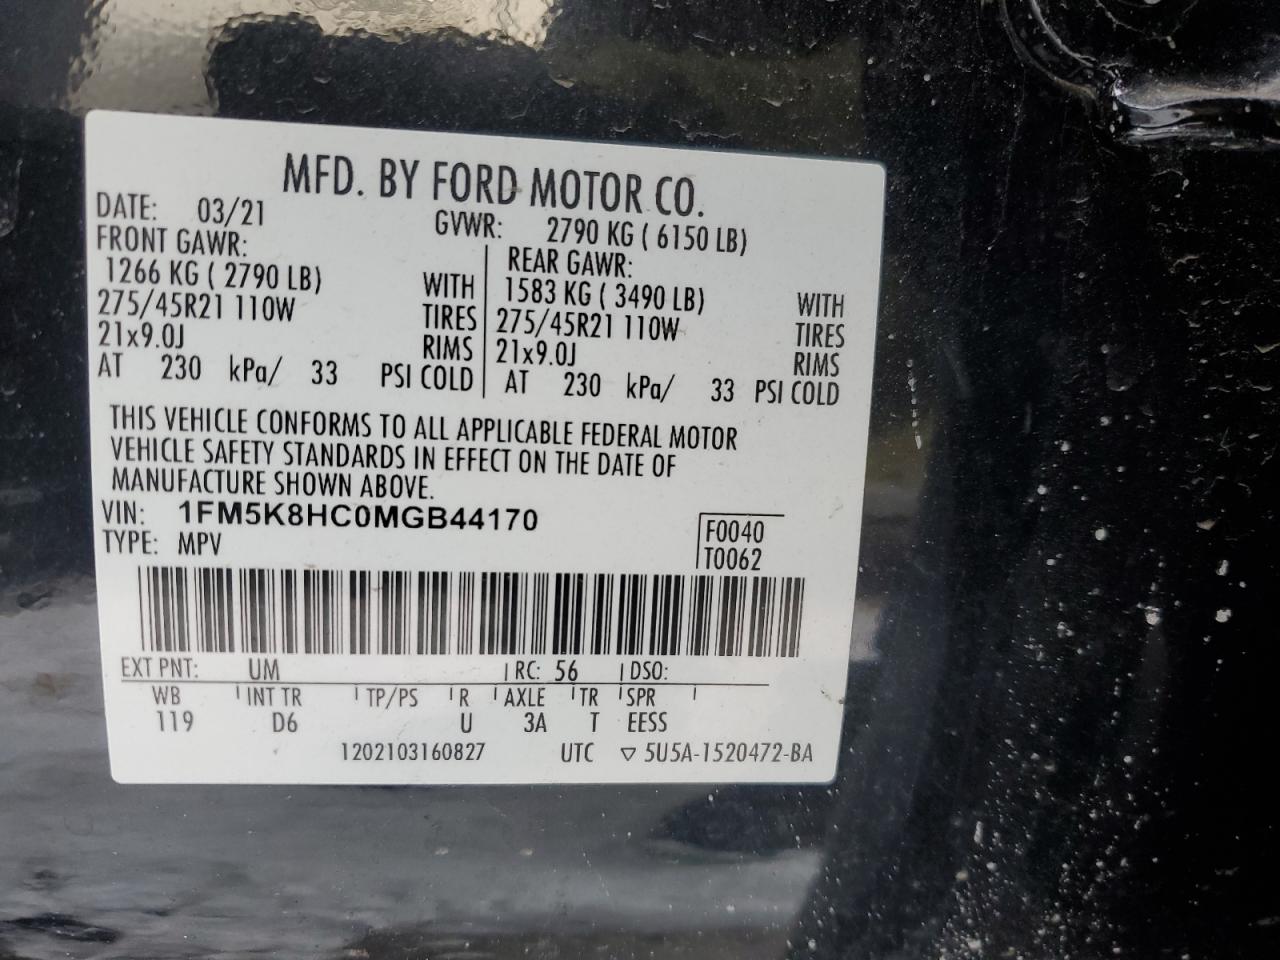 MFD. BY FORD MOTOR CO.
DATE: 03/21 GVWR: 2790 KG ( 6150 LB)
FRONT GAWR: REAR GAWR:
1266 KG ( 2790 LB) WITH 1583 KG ( 3490 LB) WITH
275/45R21 110W TIRES 275/45R21 110W TIRES
21x9.0J RIMS 21x9.0J RIMS
AT 230 kPa/ 33 PSI COLD AT 230 kPa/ 33 PSI COLD
THIS VEHICLE CONFORMS TO ALL APPLICABLE FEDERAL MOTOR
VEHICLE SAFETY STANDARDS IN EFFECT ON THE DATE OF
MANUFACTURE SHOWN ABOVE.
VIN: 1FM5K8HC0MGB44170
TYPE: MPV
F0040
T0062
EXT PNT: UM RC: 56 DSO:
WB INT TR TP/PS R AXLE TR SPR
119 D6 U 3A T EESS
1202103160827 UTC ▽ 5U5A-1520472-BA